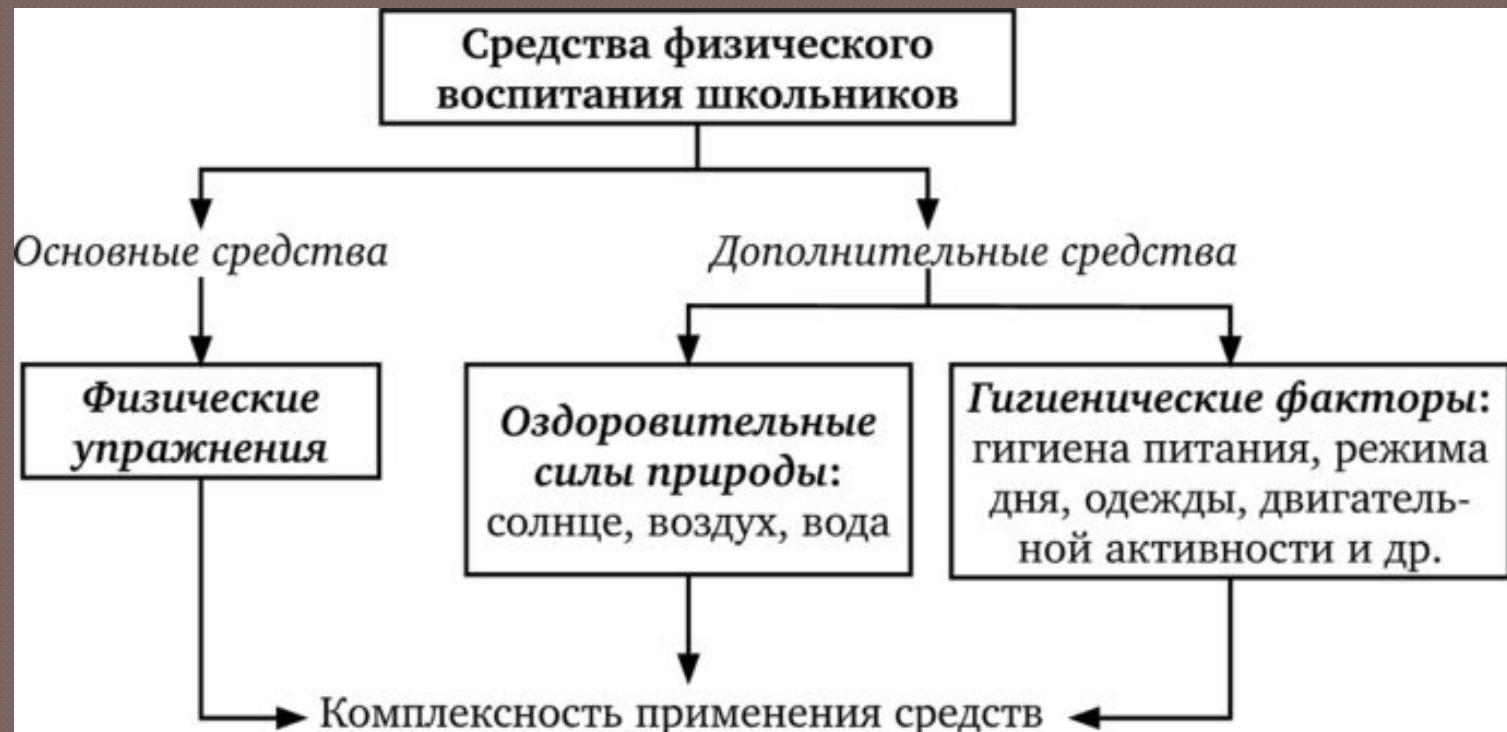 Средства физического
воспитания школьников
Основные средства
Дополнительные средства
Физические
упражнения
Оздоровительные
силы природы:
солнце, воздух, вода
Гигиенические факторы:
гигиена питания, режима
дня, одежды, двигатель-
ной активности и др.
Комплексность применения средств